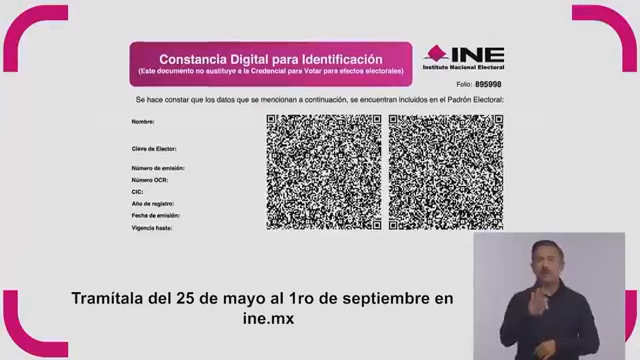 Constancia Digital para Identificación
(Este documento no sustituye a la Credencial para Votar para efectos electorales)
INE
Instituto Nacional Electoral
Folio: 895998
Se hace constar que los datos que se mencionan a continuación, se encuentran incluidos en el Padrón Electoral:
Nombre:
Clave de Elector:
Número de emisión:
Número OCR:
CIC:
Año de registro:
Fecha de emisión:
Vigencia hasta:
Tramítala del 25 de mayo al 1ro de septiembre en
ine.mx